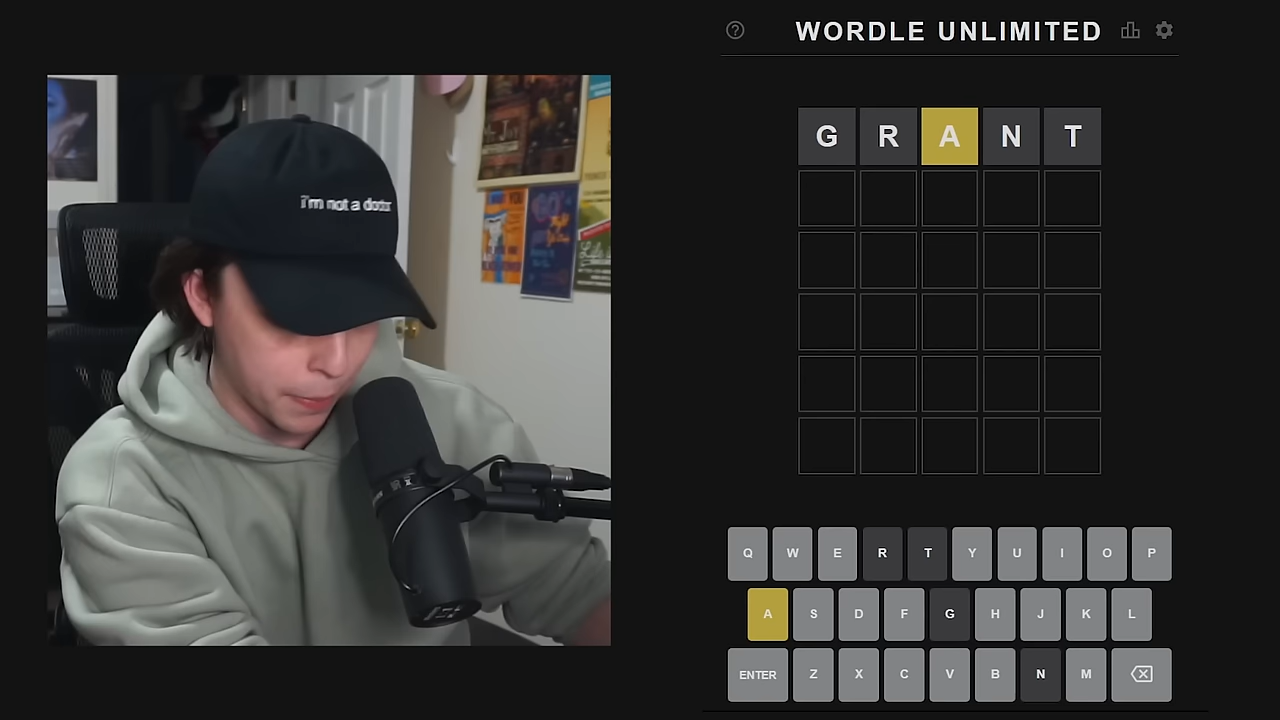 WORDLE UNLIMITED
i'm not a doctor
G R A N T
Q W E R T Y U I O P
A S D F G H J K L
ENTER Z X C V B N M